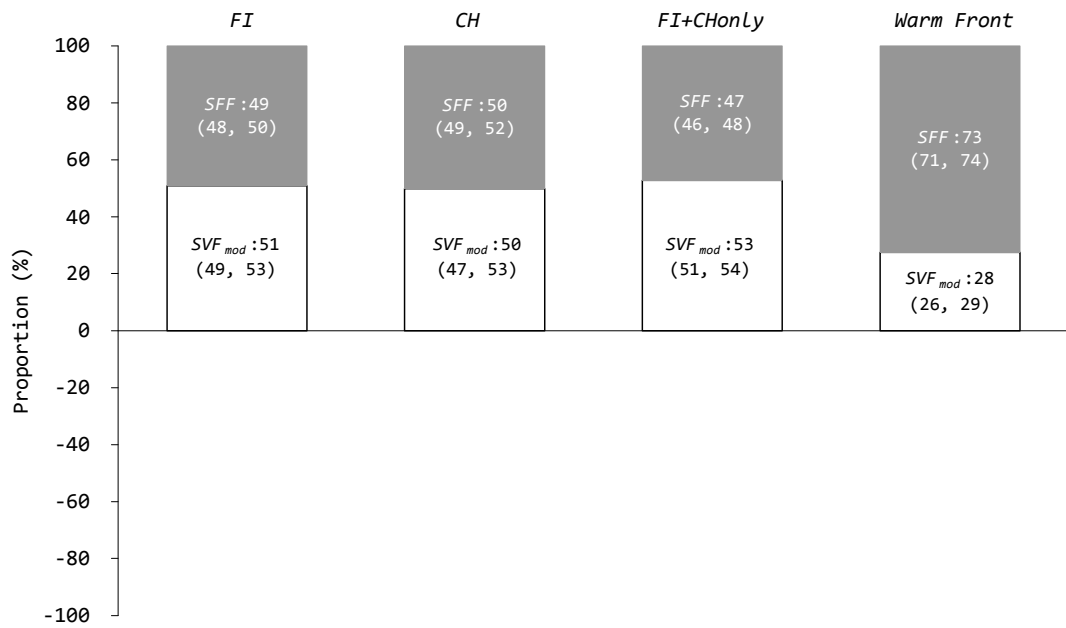 FI CH FI+CHonly Warm Front
100
80
60
40
20
0
-20
-40
-60
-80
-100
Proportion (%)
SFF:49
(48, 50)
SVFmod:51
(49, 53)
SFF:50
(49, 52)
SVFmod:50
(47, 53)
SFF:47
(46, 48)
SVFmod:53
(51, 54)
SFF:73
(71, 74)
SVFmod:28
(26, 29)